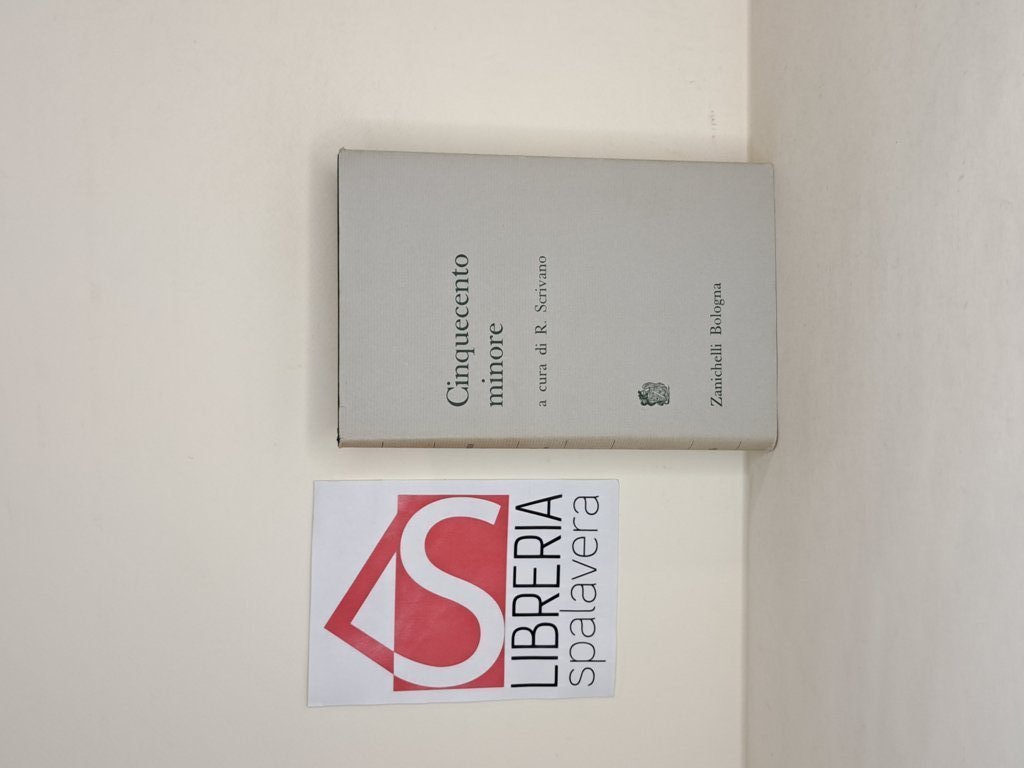 Cinquecento
minore
a cura di R. Scrivano
Zanichelli Bologna
S
LIBRERIA
spalavera